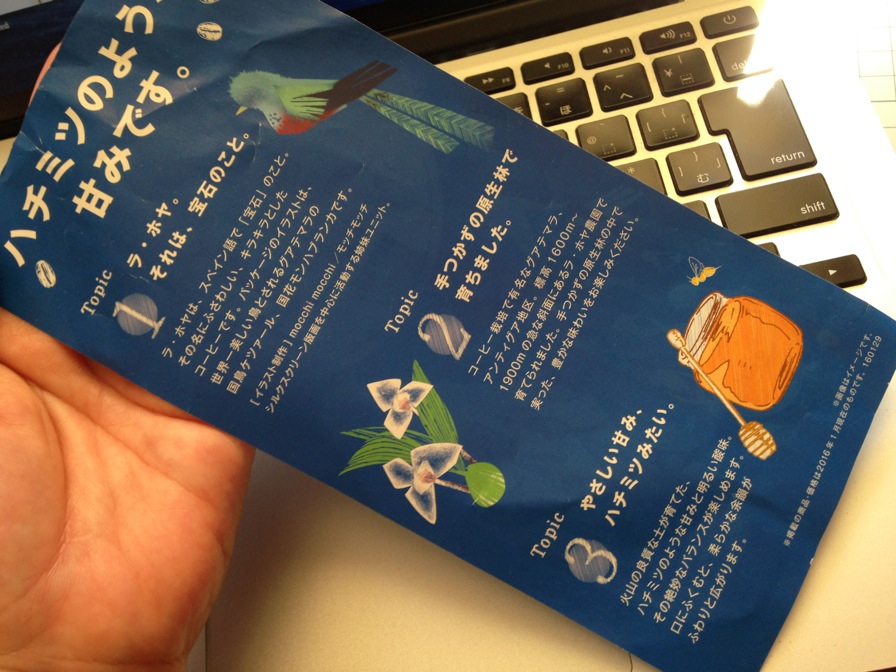 ハチミツのよう
甘みです。
Topic
1
ラ・ホヤ。
それは、宝石のこと。
ラ・ホヤは、スペイン語で「宝石」のこと。
その名にふさわしい、キラキラとした
コーヒーです。パッケージのイラストは、
世界一美しい鳥とされるグアテマラの
国鳥ケツァール、国花モンハブランカです。
[イラスト制作] mocchi mocchi／モッチモッチ
シルクスクリーン版画を中心に活動する姉妹ユニット。
Topic
2
手つかずの原生林で
育ちました。
コーヒー栽培で有名なグアテマラ、
アンティグア地区。標高1600m〜
1900mの急な斜面にあるラ・ホヤ農園で
育てられました。手つかずの原生林の中で
実った、豊かな味わいをお楽しみください。
Topic
3
やさしい甘み、
ハチミツみたい。
火山の良質な土が育てた、
ハチミツのような甘みと明るい酸味。
その絶妙なバランスが楽しめます。
口にふくむと、柔らかな余韻が
ふわりと広がります。
※画像はイメージです。
※掲載の商品・価格は2016年1月現在のものです。160129
return
shift
del
F9
F10
F11
F12